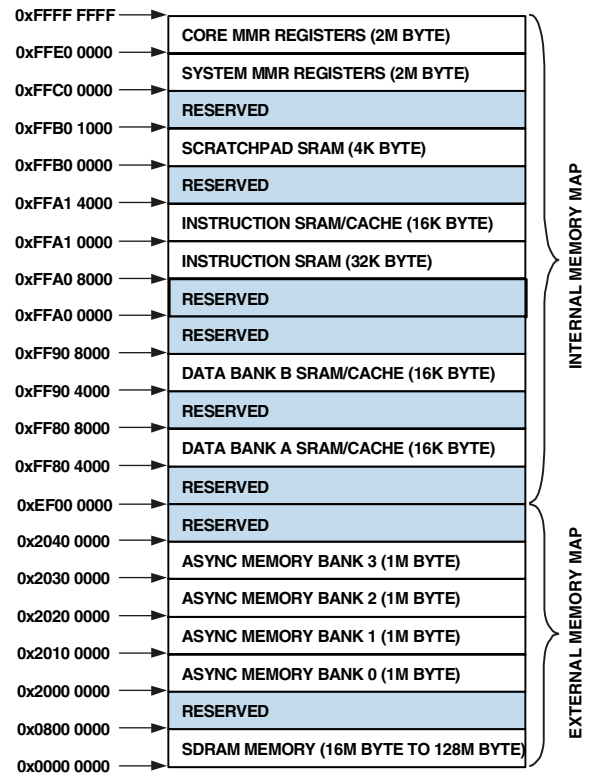 0xFFFF FFFF
CORE MMR REGISTERS (2M BYTE)
0xFFE0 0000
SYSTEM MMR REGISTERS (2M BYTE)
0xFFC0 0000
RESERVED
0xFFB0 1000
SCRATCHPAD SRAM (4K BYTE)
0xFFB0 0000
RESERVED
0xFFA1 4000
INSTRUCTION SRAM/CACHE (16K BYTE)
0xFFA1 0000
INSTRUCTION SRAM (32K BYTE)
0xFFA0 8000
RESERVED
0xFFA0 0000
RESERVED
0xFF90 8000
DATA BANK B SRAM/CACHE (16K BYTE)
0xFF90 4000
RESERVED
0xFF80 8000
DATA BANK A SRAM/CACHE (16K BYTE)
0xFF80 4000
RESERVED
0xEF00 0000
RESERVED
0x2040 0000
ASYNC MEMORY BANK 3 (1M BYTE)
0x2030 0000
ASYNC MEMORY BANK 2 (1M BYTE)
0x2020 0000
ASYNC MEMORY BANK 1 (1M BYTE)
0x2010 0000
ASYNC MEMORY BANK 0 (1M BYTE)
0x2000 0000
RESERVED
0x0800 0000
SDRAM MEMORY (16M BYTE TO 128M BYTE)
0x0000 0000
INTERNAL MEMORY MAP
EXTERNAL MEMORY MAP